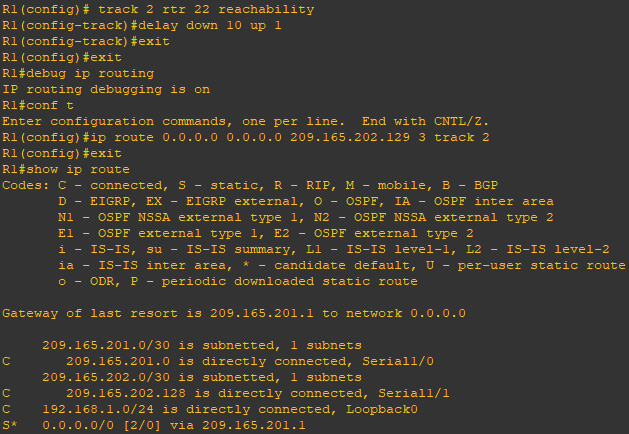 R1(config)# track 2 rtr 22 reachability
R1(config-track)#delay down 10 up 1
R1(config-track)#exit
R1(config)#exit
R1#debug ip routing
IP routing debugging is on
R1#conf t
Enter configuration commands, one per line.  End with CNTL/Z.
R1(config)#ip route 0.0.0.0 0.0.0.0 209.165.202.129 3 track 2
R1(config)#exit
R1#show ip route
Codes: C - connected, S - static, R - RIP, M - mobile, B - BGP
       D - EIGRP, EX - EIGRP external, O - OSPF, IA - OSPF inter area
       N1 - OSPF NSSA external type 1, N2 - OSPF NSSA external type 2
       E1 - OSPF external type 1, E2 - OSPF external type 2
       i - IS-IS, su - IS-IS summary, L1 - IS-IS level-1, L2 - IS-IS level-2
       ia - IS-IS inter area, * - candidate default, U - per-user static route
       o - ODR, P - periodic downloaded static route
Gateway of last resort is 209.165.201.1 to network 0.0.0.0
     209.165.201.0/30 is subnetted, 1 subnets
C       209.165.201.0 is directly connected, Serial1/0
     209.165.202.0/30 is subnetted, 1 subnets
C       209.165.202.128 is directly connected, Serial1/1
C    192.168.1.0/24 is directly connected, Loopback0
S*   0.0.0.0/0 [2/0] via 209.165.201.1